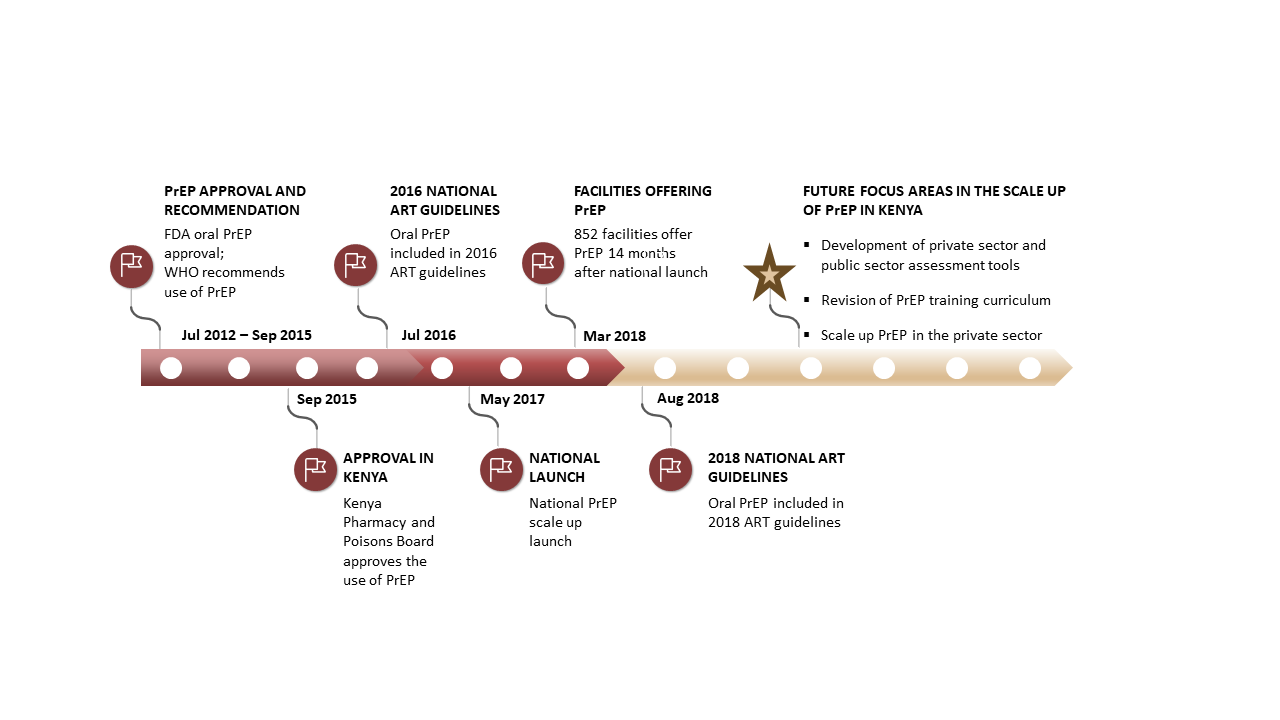 PrEP APPROVAL AND
RECOMMENDATION
FDA oral PrEP
approval;
WHO recommends
use of PrEP
Jul 2012 – Sep 2015
2016 NATIONAL
ART GUIDELINES
Oral PrEP
included in 2016
ART guidelines
Jul 2016
FACILITIES OFFERING
PrEP
852 facilities offer
PrEP 14 months
after national launch
Mar 2018
FUTURE FOCUS AREAS IN THE SCALE UP
OF PrEP IN KENYA
▪ Development of private sector and
public sector assessment tools
▪ Revision of PrEP training curriculum
▪ Scale up PrEP in the private sector
Sep 2015
APPROVAL IN
KENYA
Kenya
Pharmacy and
Poisons Board
approves the
use of PrEP
May 2017
NATIONAL
LAUNCH
National PrEP
scale up
launch
Aug 2018
2018 NATIONAL ART
GUIDELINES
Oral PrEP included in
2018 ART guidelines